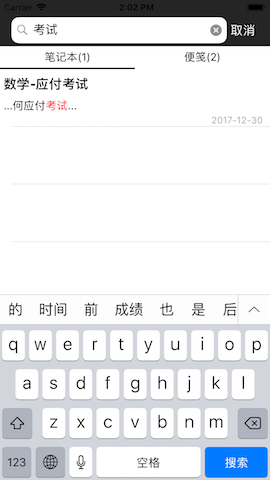 Carrier 2:02 PM
考试 取消
笔记本(1) 便笺(2)
数学-应付考试
...何应付考试...
2017-12-30
的 时间 前 成绩 也 是 后
q w e r t y u i o p
a s d f g h j k l
z x c v b n m
123 空格 搜索